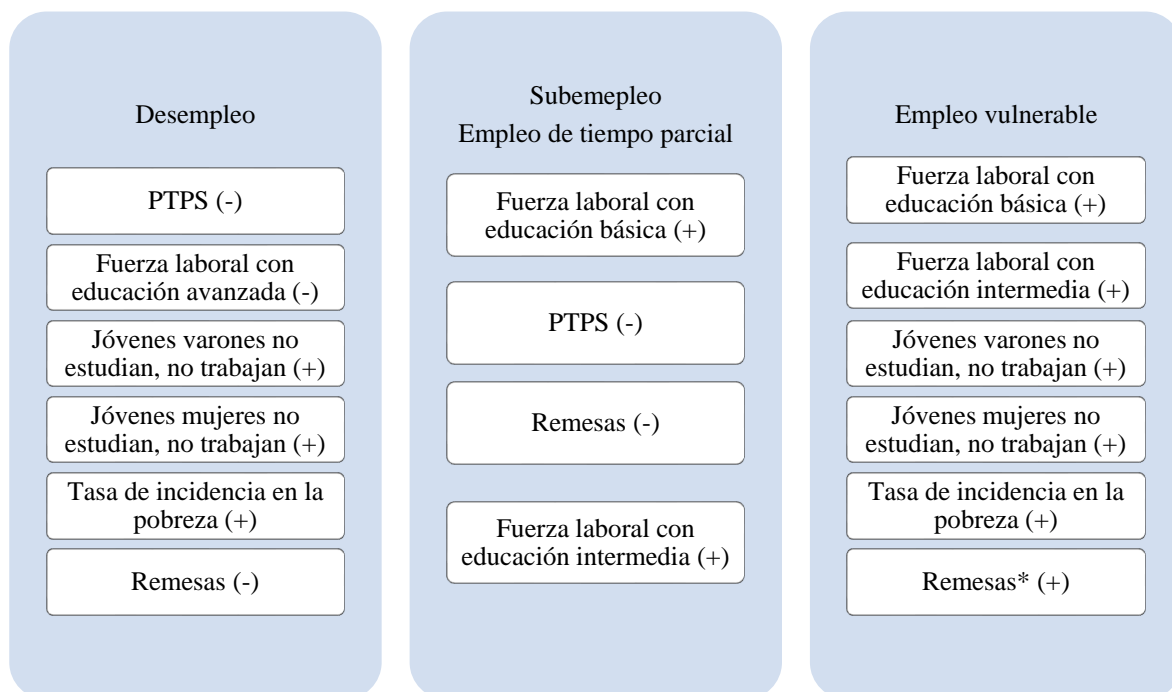 Desempleo
PTPS (-)
Fuerza laboral con
educación avanzada (-)
Jóvenes varones no
estudian, no trabajan (+)
Jóvenes mujeres no
estudian, no trabajan (+)
Tasa de incidencia en la
pobreza (+)
Remesas (-)
Subemepleo
Empleo de tiempo parcial
Fuerza laboral con
educación básica (+)
PTPS (-)
Remesas (-)
Fuerza laboral con
educación intermedia (+)
Empleo vulnerable
Fuerza laboral con
educación básica (+)
Fuerza laboral con
educación intermedia (+)
Jóvenes varones no
estudian, no trabajan (+)
Jóvenes mujeres no
estudian, no trabajan (+)
Tasa de incidencia en la
pobreza (+)
Remesas* (+)